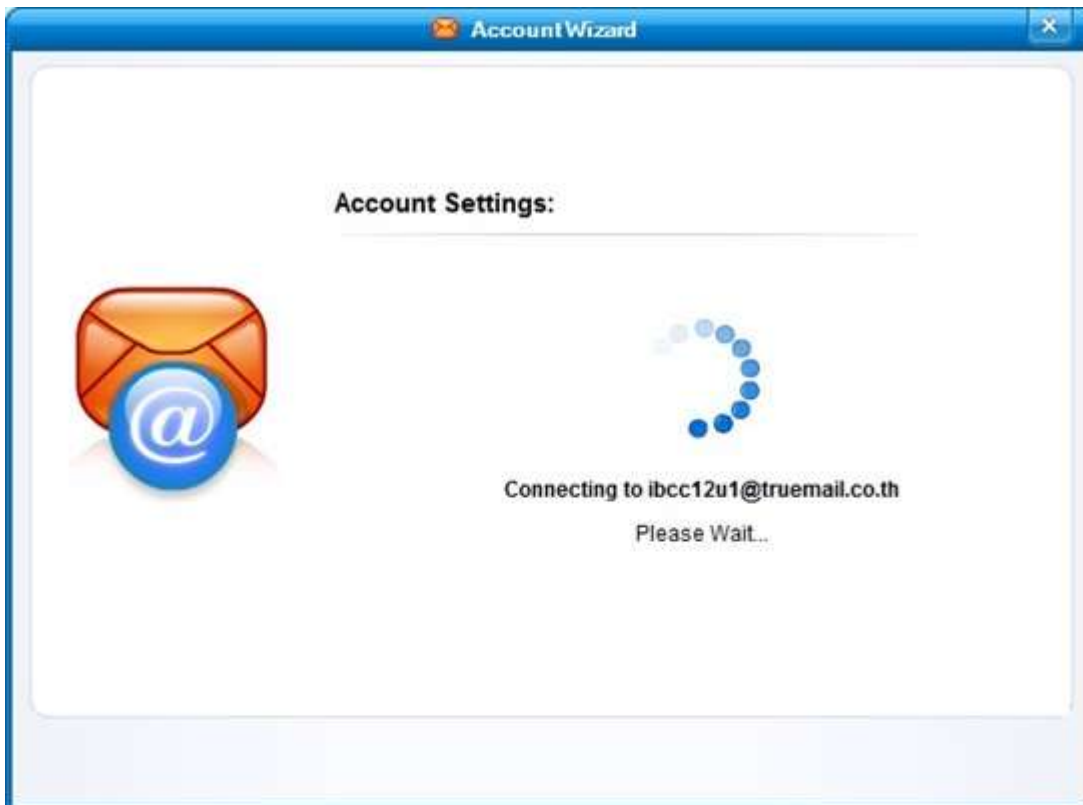 Account Wizard
Account Settings:
@
Connecting to ibcc12u1@truemail.co.th
Please Wait...